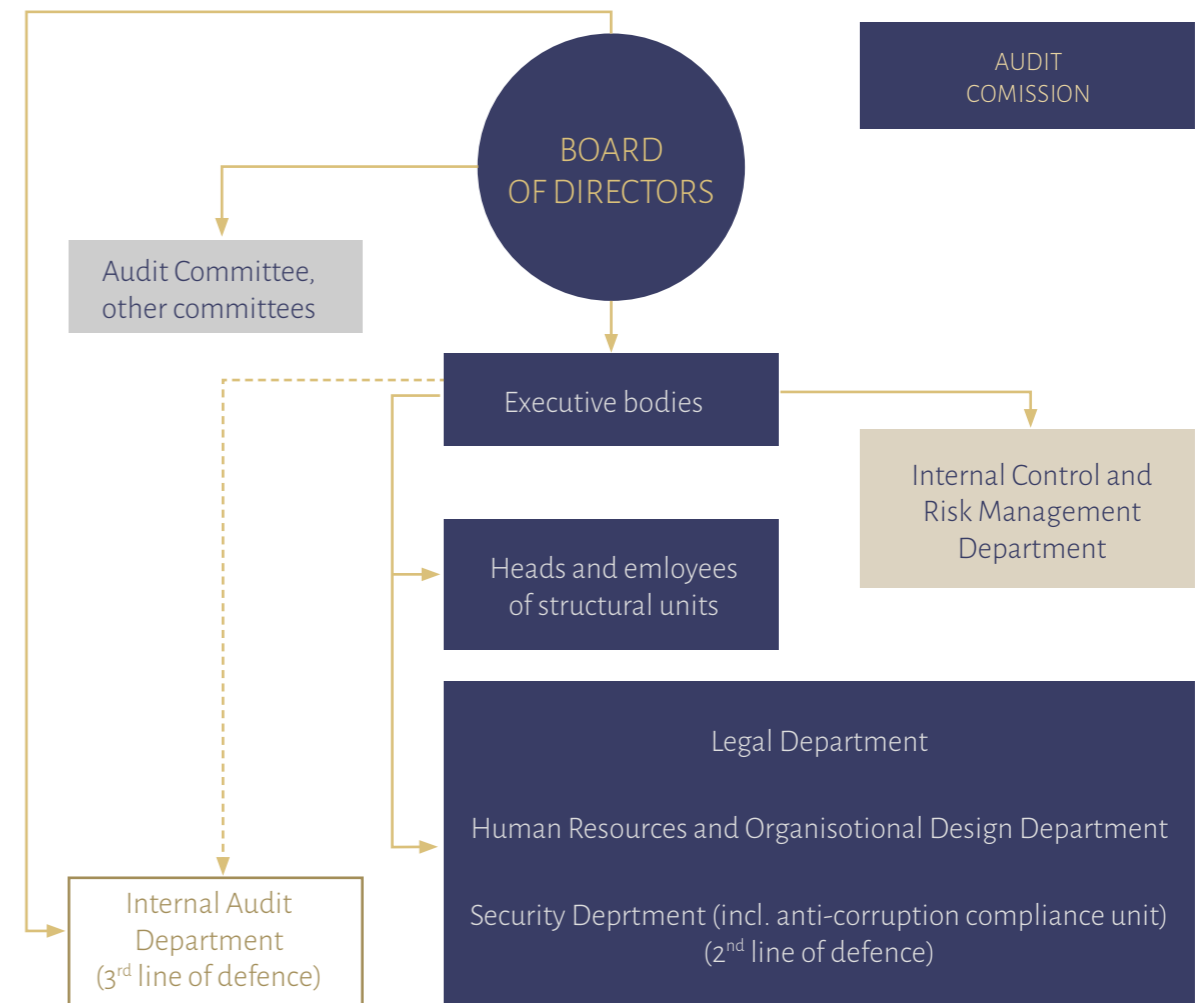 AUDIT
COMISSION
BOARD
OF DIRECTORS
Audit Committee,
other committees
Executive bodies
Internal Control and
Risk Management
Department
Heads and emloyees
of structural units
Legal Department
Human Resources and Organisotional Design Department
Security Deprtment (incl. anti-corruption compliance unit)
(2nd line of defence)
Internal Audit
Department
(3rd line of defence)